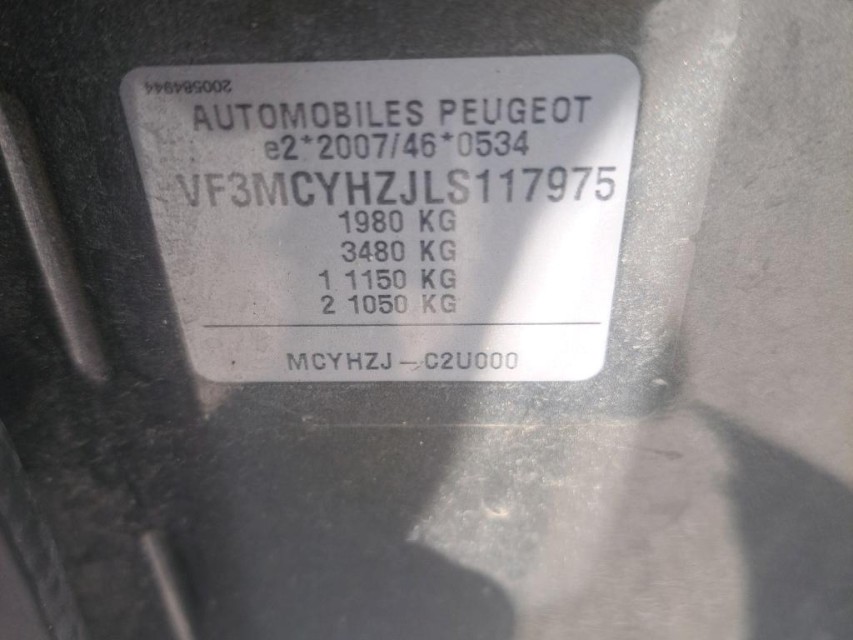 200584944
AUTOMOBILES PEUGEOT
e2*2007/46*0534
VF3MCYHZJLS117975
1980 KG
3480 KG
1 1150 KG
2 1050 KG
MCYHZJ - C2U000